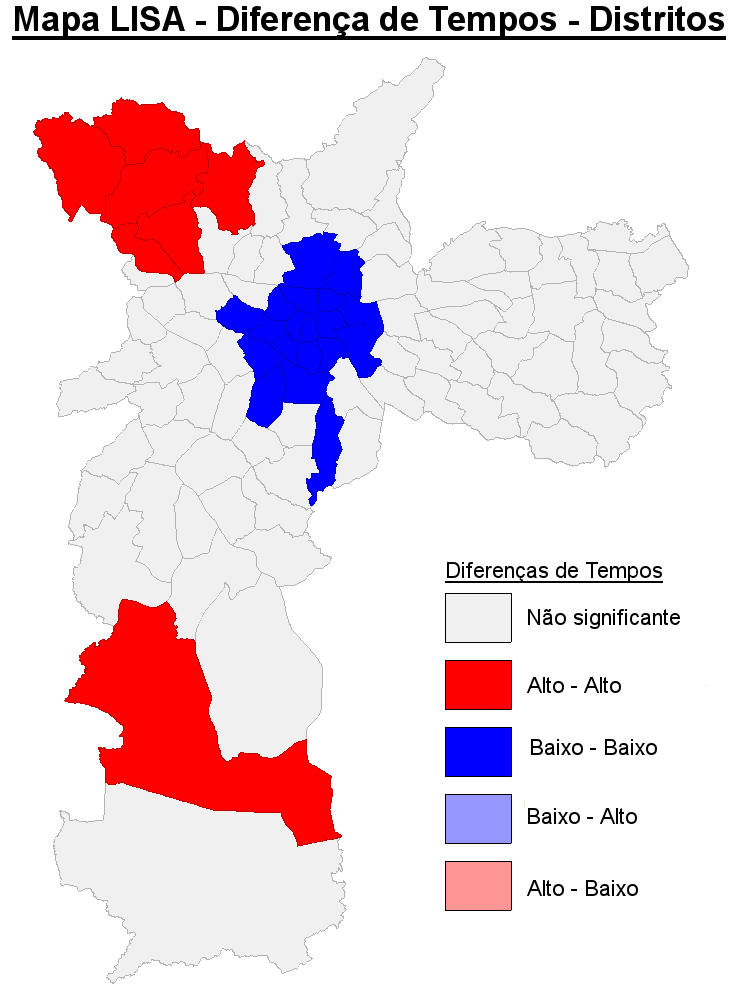 Mapa LISA - Diferença de Tempos - Distritos
Diferenças de Tempos
Não significante
Alto - Alto
Baixo - Baixo
Baixo - Alto
Alto - Baixo